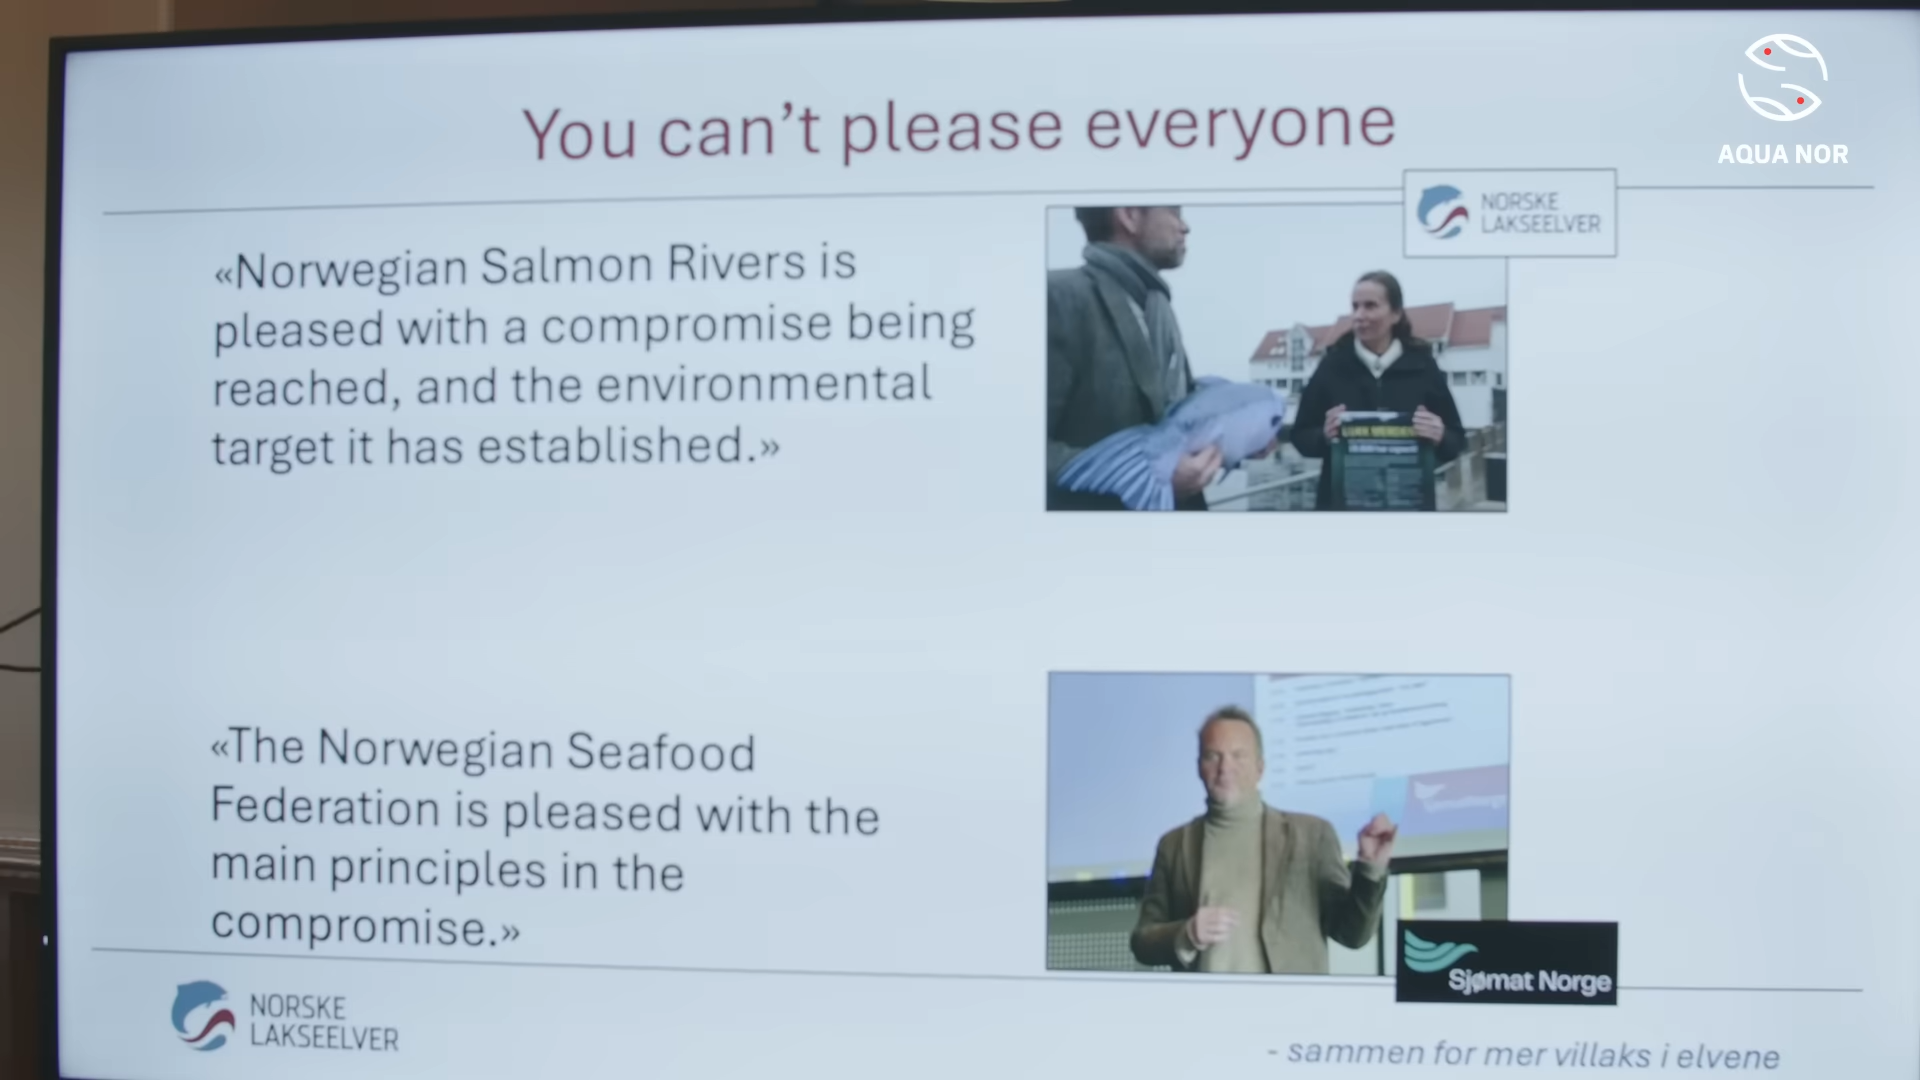 You can't please everyone
AQUA NOR
NORSKE
LAKSEELVER
«Norwegian Salmon Rivers is
pleased with a compromise being
reached, and the environmental
target it has established.»
«The Norwegian Seafood
Federation is pleased with the
main principles in the
compromise.»
Sjømat Norge
NORSKE
LAKSEELVER
- sammen for mer villaks i elvene